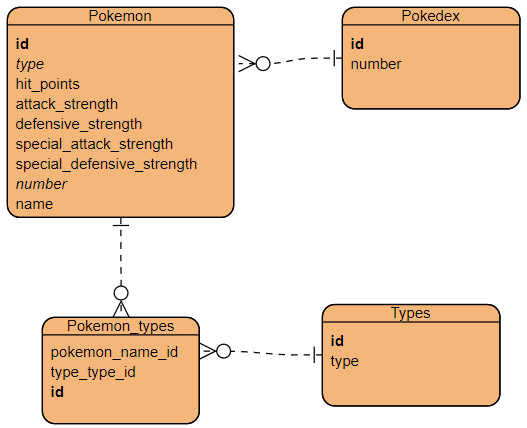 Pokemon
id
type
hit_points
attack_strength
defensive_strength
special_attack_strength
special_defensive_strength
number
name
Pokedex
id
number
Pokemon_types
pokemon_name_id
type_type_id
id
Types
id
type